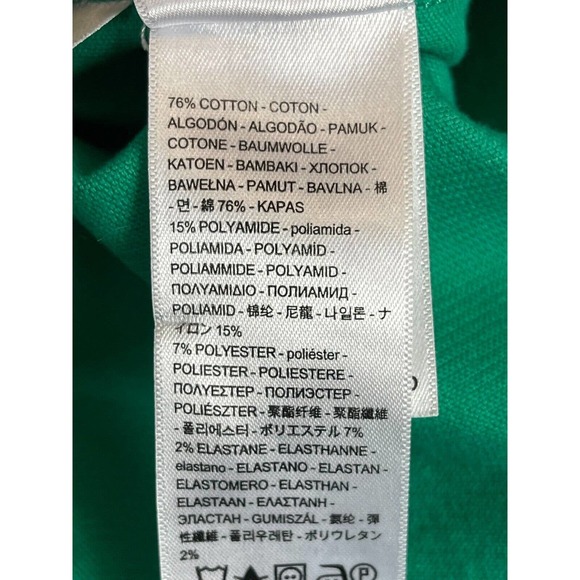 76% COTTON - COTON -
ALGODÓN - ALGODÃO - PAMUK -
COTONE - BAUMWOLLE -
KATOEN - BAMBAKI - ХЛОПОК -
BAWEŁNA - PAMUT - BAVLNA - 棉
- 면 - 綿 76% - KAPAS
15% POLYAMIDE - poliamida -
POLIAMIDA - POLYAMÍD -
POLIAMMIDE - POLYAMID -
ΠΟΛΥΑΜΙΔΙΟ - ПОЛИАМИД -
POLIAMID - 锦纶 - 尼龍 - 나일론 - ナ
イロン 15%
7% POLYESTER - poliéster -
POLIESTER - POLIESTERE -
ΠΟΛΥΕΣΤΕΡ - ПОЛИЭСТЕР -
POLIÉSZTER - 聚酯纤维 - 聚酯纖維
- 폴리에스터 - ポリエステル 7%
2% ELASTANE - ELASTHANNE -
elastano - ELASTANO - ELASTAN -
ELASTOMERO - ELASTHAN -
ELASTAAN - ΕΛΑΣΤΑΝΗ -
ЭЛАСТАН - GUMISZÁL - 氨纶 - 彈
性纖維 - 폴리우레탄 - ポリウレタン
2%